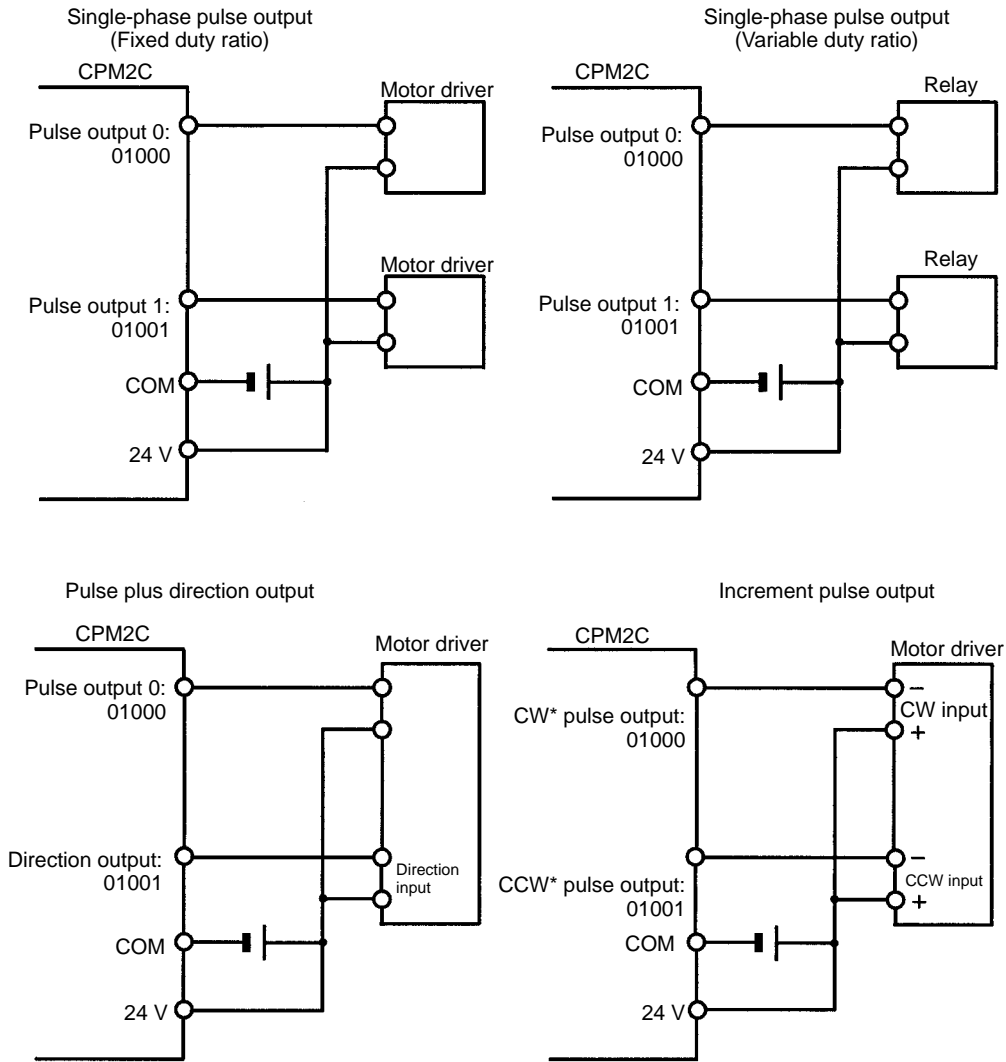 Single-phase pulse output
(Fixed duty ratio)
CPM2C
Motor driver
Pulse output 0:
01000
Motor driver
Pulse output 1:
01001
COM
24 V
Single-phase pulse output
(Variable duty ratio)
CPM2C
Relay
Pulse output 0:
01000
Relay
Pulse output 1:
01001
COM
24 V
Pulse plus direction output
CPM2C
Motor driver
Pulse output 0:
01000
Direction output:
01001
Direction
input
COM
24 V
Increment pulse output
CPM2C
Motor driver
−
CW* pulse output:
01000
CW input
+
−
CCW* pulse output:
01001
CCW input
+
COM
24 V